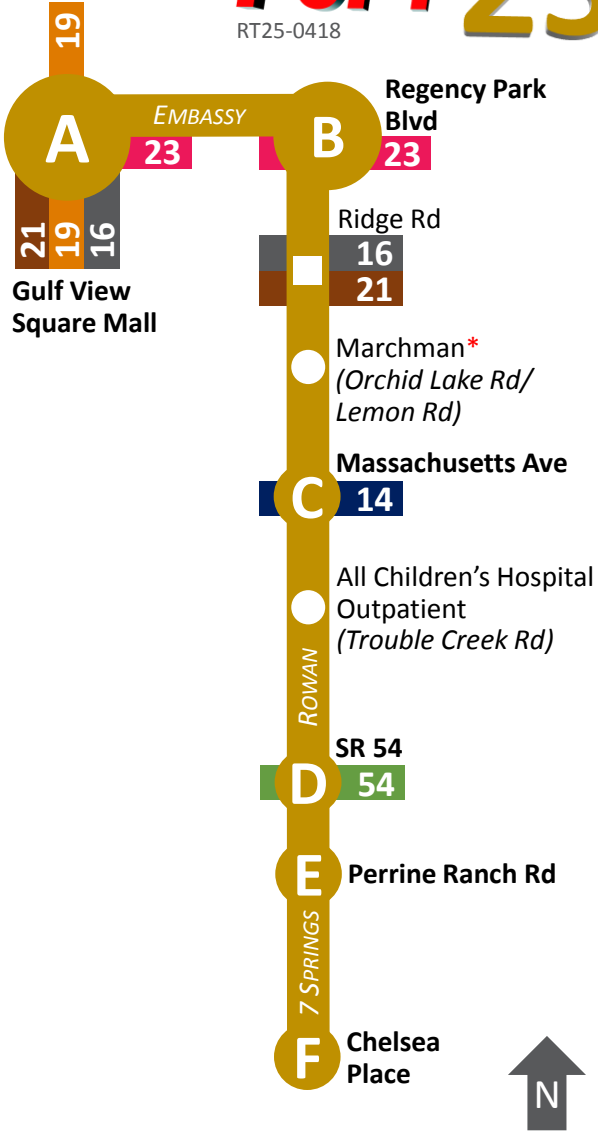 25
RT25-0418
19
A
EMBASSY
B
Regency Park
Blvd
23
23
21
19
16
Gulf View
Square Mall
Ridge Rd
16
21
Marchman*
(Orchid Lake Rd/
Lemon Rd)
Massachusetts Ave
C
14
All Children's Hospital
Outpatient
(Trouble Creek Rd)
ROWAN
SR 54
D
54
E
Perrine Ranch Rd
7 SPRINGS
F
Chelsea
Place
N